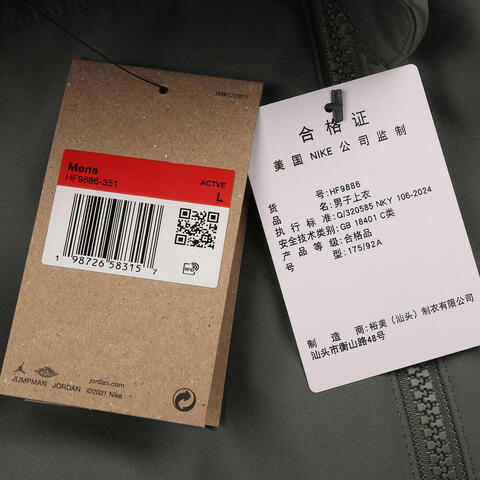 IM#722921
Mens
HF9886-351
ACTVE
L
1 98726 58315 7
RFID
JUMPMAN JORDAN
jordan.com
©2021 Nike
合格证
美国 NIKE 公司监制
货号:HF9886
品名:男子上衣
执行标准:Q/320585 NKY 106-2024
安全技术类别:GB 18401 C类
产品等级:合格品
号型:175/92A
制造商:裕美（汕头）制衣有限公司
汕头市衡山路48号